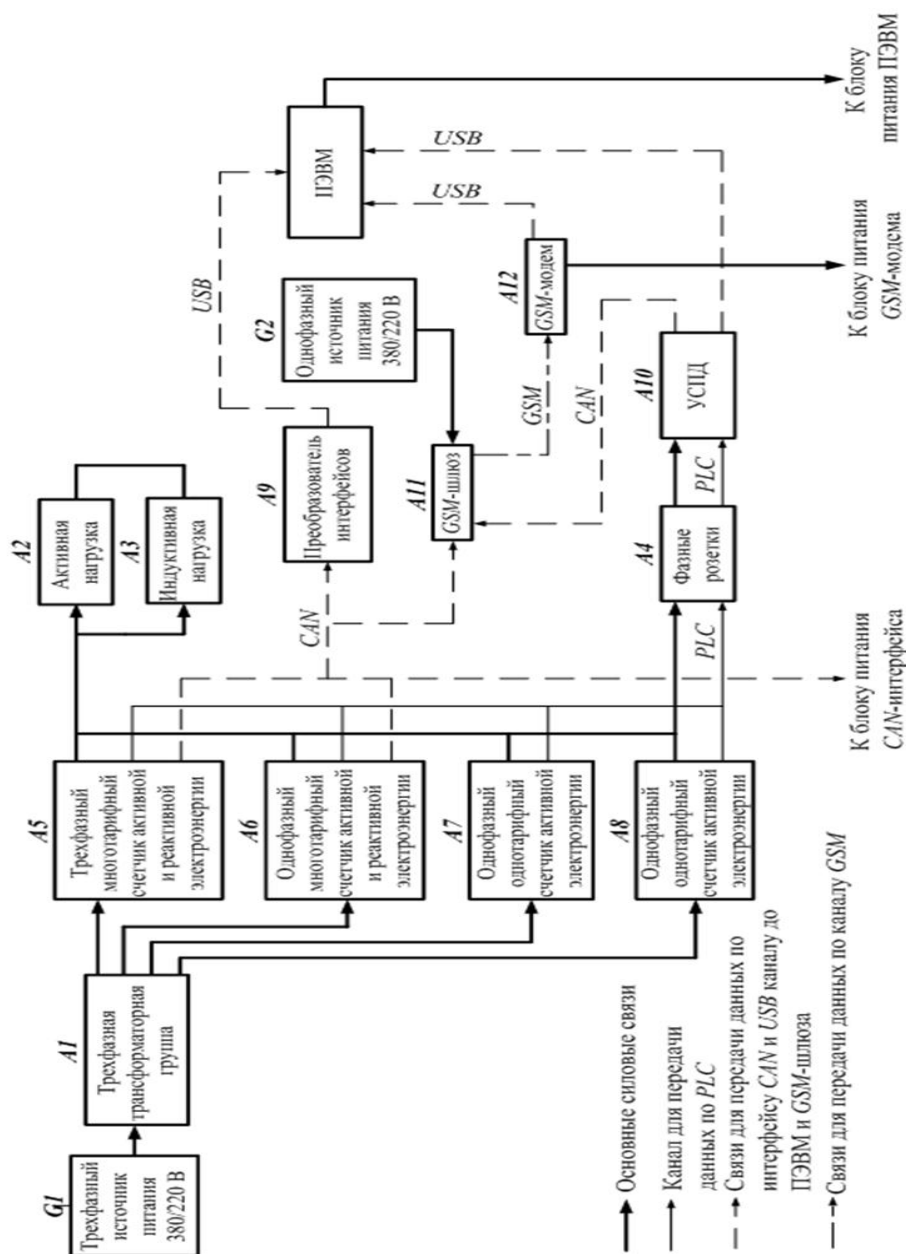 G1
Трехфазный
источник
питания
380/220 В
A1
Трехфазная
трансформаторная
группа
A5
Трехфазный
многотарифный
счетчик активной
и реактивной
электроэнергии
A6
Однофазный
многотарифный
счетчик активной
и реактивной
электроэнергии
A7
Однофазный
однотарифный
счетчик активной
электроэнергии
A8
Однофазный
однотарифный
счетчик активной
электроэнергии
A2
Активная
нагрузка
A3
Индуктивная
нагрузка
CAN
A9
Преобразователь
интерфейсов
USB
G2
Однофазный
источник
питания
380/220 В
A11
GSM-шлюз
GSM
CAN
A12
GSM-модем
USB
USB
ПЭВМ
PLC
A4
Фазные
розетки
PLC
A10
УСПД
К блоку питания
CAN-интерфейса
К блоку питания
GSM-модема
К блоку
питания ПЭВМ
Основные силовые связи
Канал для передачи
данных по PLC
Связи для передачи данных по
интерфейсу CAN и USB каналу до
ПЭВМ и GSM-шлюза
Связи для передачи данных по каналу GSM